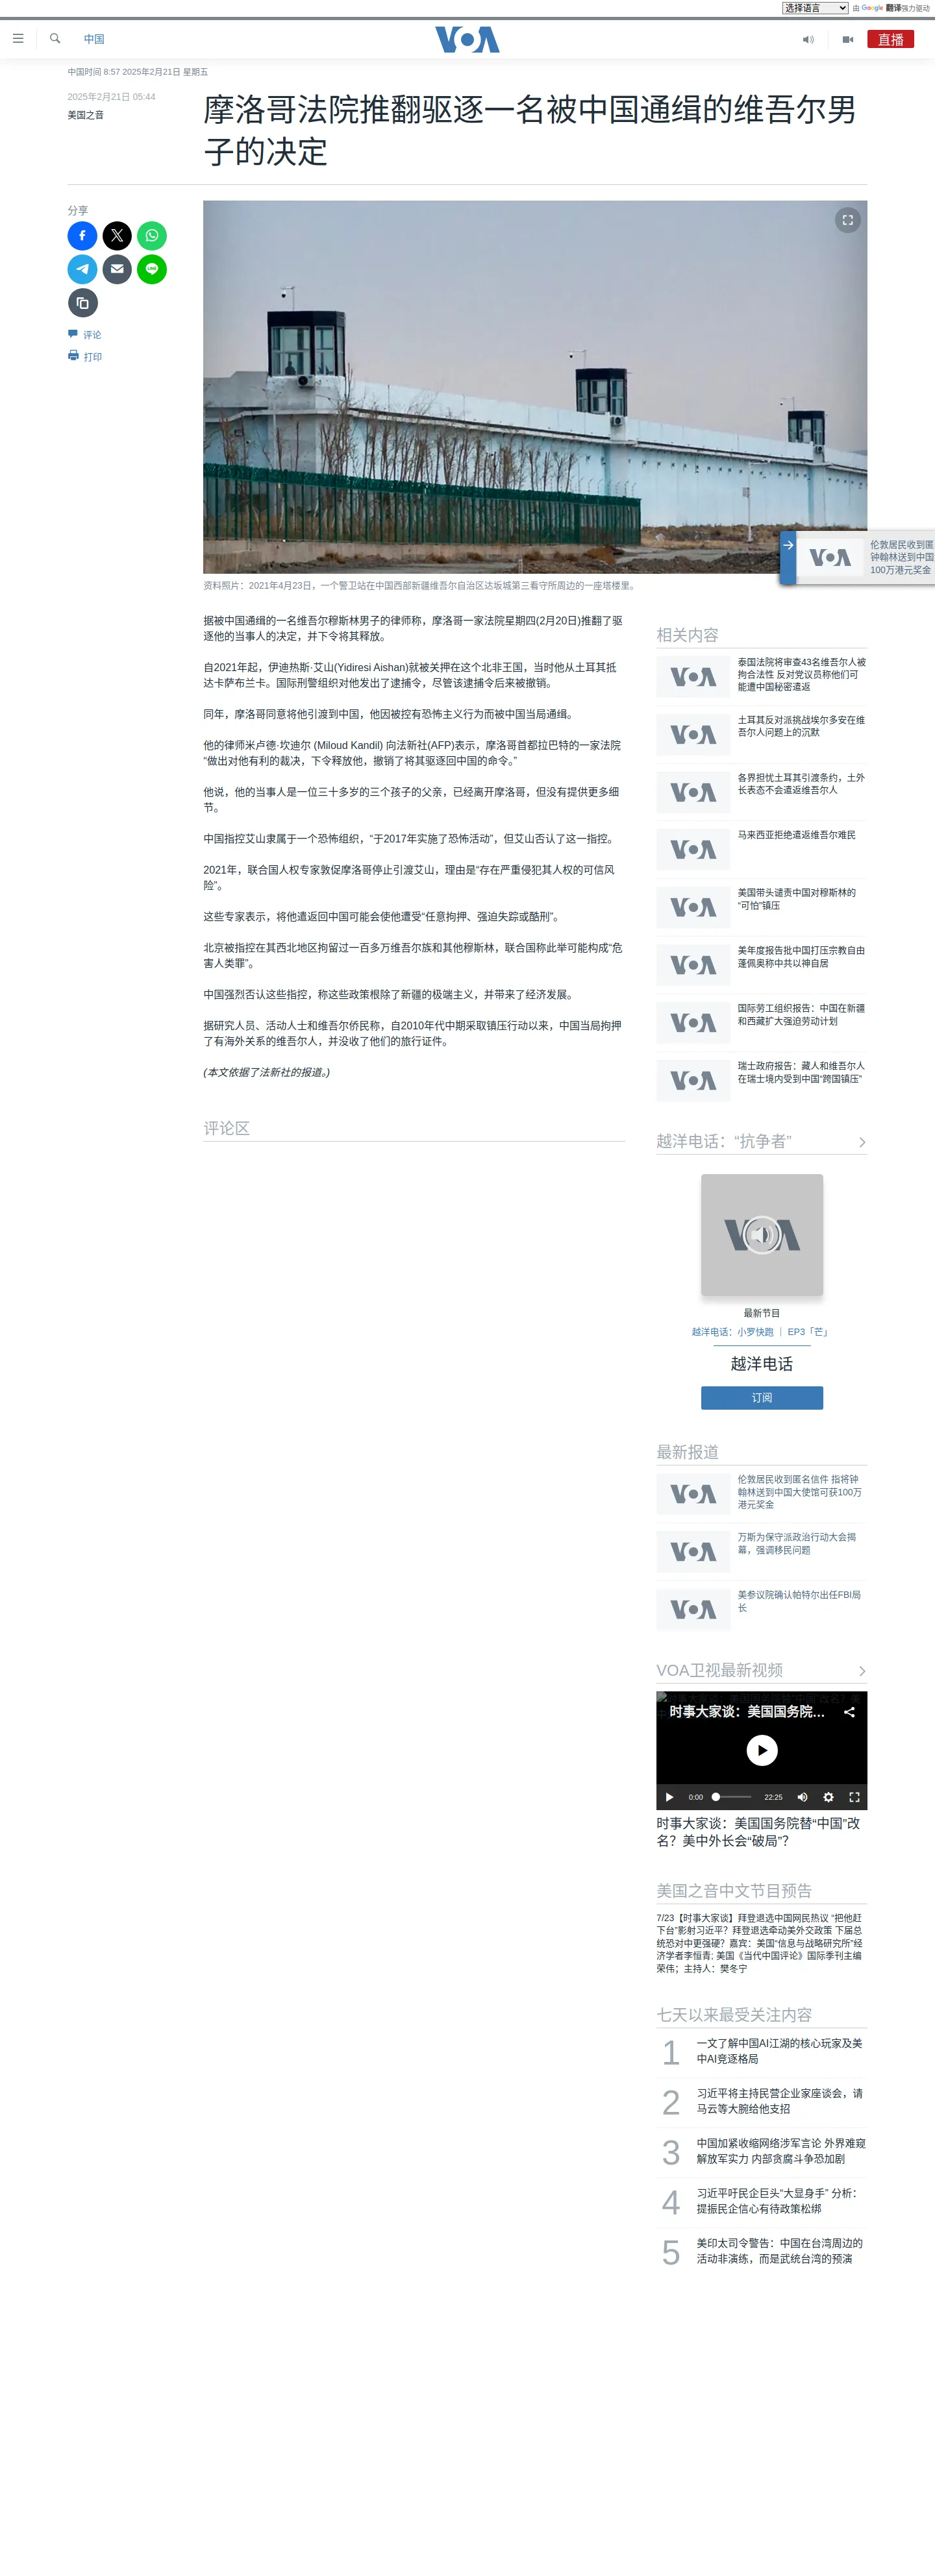 选择语言
由 Google 翻译强力驱动
中国
VOA
直播
中国时间 8:57 2025年2月21日 星期五
2025年2月21日 05:44
美国之音
摩洛哥法院推翻驱逐一名被中国通缉的维吾尔男
子的决定
分享
评论
打印
资料照片：2021年4月23日，一个警卫站在中国西部新疆维吾尔自治区达坂城第三看守所周边的一座塔楼里。
VOA
伦敦居民收到匿
钟翰林送到中国
100万港元奖金
据被中国通缉的一名维吾尔穆斯林男子的律师称，摩洛哥一家法院星期四(2月20日)推翻了驱
逐他的当事人的决定，并下令将其释放。
自2021年起，伊迪热斯·艾山(Yidiresi Aishan)就被关押在这个北非王国，当时他从土耳其抵
达卡萨布兰卡。国际刑警组织对他发出了逮捕令，尽管该逮捕令后来被撤销。
同年，摩洛哥同意将他引渡到中国，他因被控有恐怖主义行为而被中国当局通缉。
他的律师米卢德·坎迪尔 (Miloud Kandil) 向法新社(AFP)表示，摩洛哥首都拉巴特的一家法院
“做出对他有利的裁决，下令释放他，撤销了将其驱逐回中国的命令。”
他说，他的当事人是一位三十多岁的三个孩子的父亲，已经离开摩洛哥，但没有提供更多细
节。
中国指控艾山隶属于一个恐怖组织，“于2017年实施了恐怖活动”，但艾山否认了这一指控。
2021年，联合国人权专家敦促摩洛哥停止引渡艾山，理由是“存在严重侵犯其人权的可信风
险”。
这些专家表示，将他遣返回中国可能会使他遭受“任意拘押、强迫失踪或酷刑”。
北京被指控在其西北地区拘留过一百多万维吾尔族和其他穆斯林，联合国称此举可能构成“危
害人类罪”。
中国强烈否认这些指控，称这些政策根除了新疆的极端主义，并带来了经济发展。
据研究人员、活动人士和维吾尔侨民称，自2010年代中期采取镇压行动以来，中国当局拘押
了有海外关系的维吾尔人，并没收了他们的旅行证件。
(本文依据了法新社的报道。)
评论区
相关内容
VOA
泰国法院将审查43名维吾尔人被
拘合法性 反对党议员称他们可
能遭中国秘密遣返
VOA
土耳其反对派挑战埃尔多安在维
吾尔人问题上的沉默
VOA
各界担忧土耳其引渡条约，土外
长表态不会遣返维吾尔人
VOA
马来西亚拒绝遣返维吾尔难民
VOA
美国带头谴责中国对穆斯林的
“可怕”镇压
VOA
美年度报告批中国打压宗教自由
蓬佩奥称中共以神自居
VOA
国际劳工组织报告：中国在新疆
和西藏扩大强迫劳动计划
VOA
瑞士政府报告：藏人和维吾尔人
在瑞士境内受到中国“跨国镇压”
越洋电话：“抗争者”
VOA
最新节目
越洋电话：小罗快跑 ｜ EP3「芒」
越洋电话
订阅
最新报道
VOA
伦敦居民收到匿名信件 指将钟
翰林送到中国大使馆可获100万
港元奖金
VOA
万斯为保守派政治行动大会揭
幕，强调移民问题
VOA
美参议院确认帕特尔出任FBI局
长
VOA卫视最新视频
时事大家谈：美国国务院…
0:00
22:25
时事大家谈：美国国务院替“中国”改
名？美中外长会“破局”？
美国之音中文节目预告
7/23【时事大家谈】拜登退选中国网民热议 “把他赶
下台”影射习近平？拜登退选牵动美外交政策 下届总
统恐对中更强硬？嘉宾：美国“信息与战略研究所”经
济学者李恒青; 美国《当代中国评论》国际季刊主编
荣伟；主持人：樊冬宁
七天以来最受关注内容
1
一文了解中国AI江湖的核心玩家及美
中AI竞逐格局
2
习近平将主持民营企业家座谈会，请
马云等大腕给他支招
3
中国加紧收缩网络涉军言论 外界难窥
解放军实力 内部贪腐斗争恐加剧
4
习近平吁民企巨头“大显身手” 分析：
提振民企信心有待政策松绑
5
美印太司令警告：中国在台湾周边的
活动非演练，而是武统台湾的预演